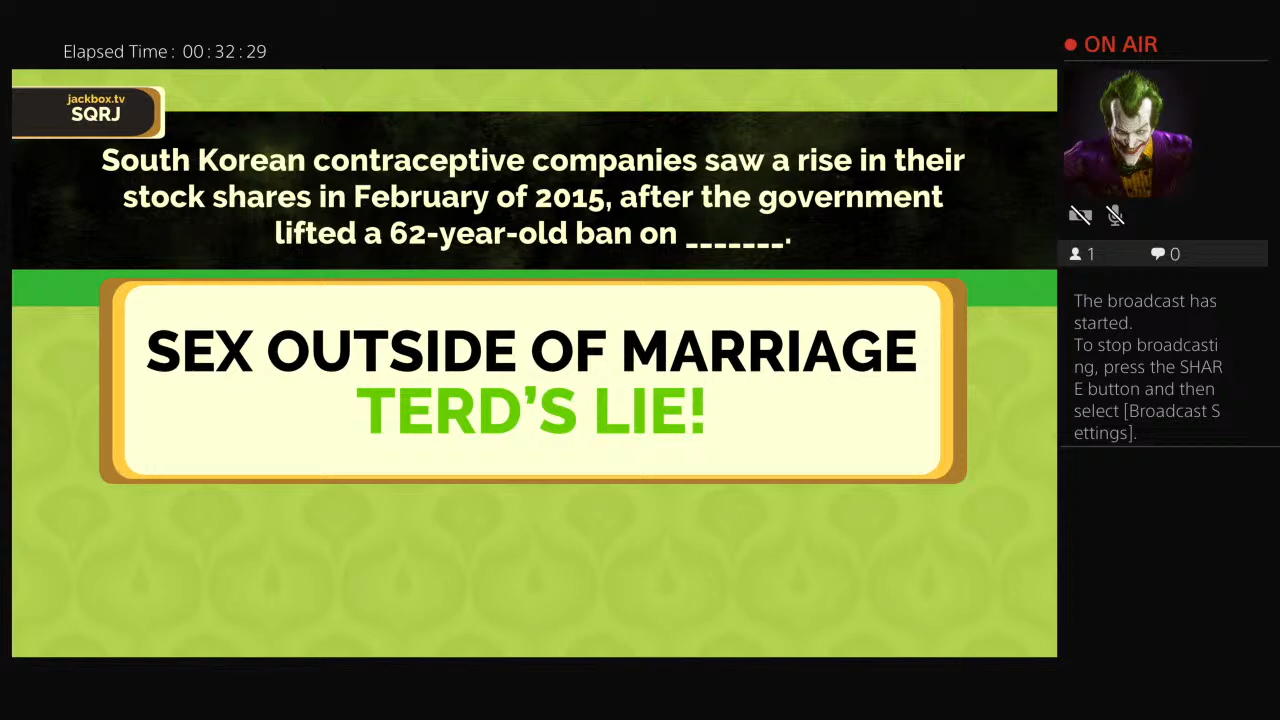 Elapsed Time: 00:32:29
ON AIR
jackbox.tv
SQRJ
South Korean contraceptive companies saw a rise in their
stock shares in February of 2015, after the government
lifted a 62-year-old ban on _______.
SEX OUTSIDE OF MARRIAGE
TERD'S LIE!
1
0
The broadcast has
started.
To stop broadcasti
ng, press the SHAR
E button and then
select [Broadcast S
ettings].